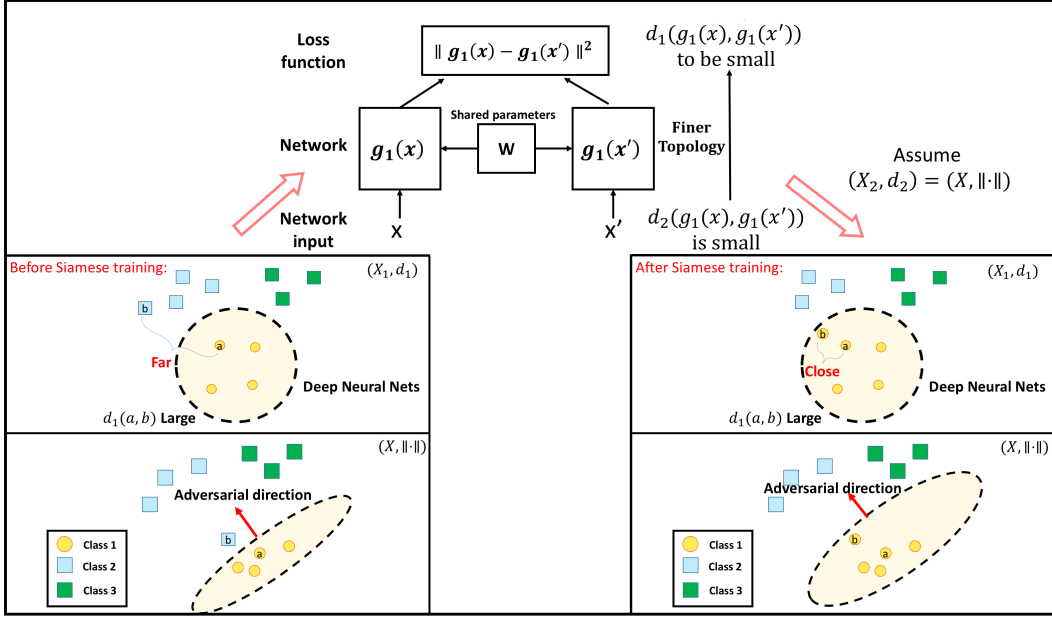 Loss
function
‖ g₁(x) − g₁(x′) ‖²
d₁(g₁(x), g₁(x′))
to be small
Shared parameters
Network
g₁(x)
W
g₁(x′)
Finer
Topology
Assume
(X₂, d₂) = (X, ‖·‖)
Network
input
X
X′
d₂(g₁(x), g₁(x′))
is small
Before Siamese training:
(X₁, d₁)
b
a
Far
Deep Neural Nets
d₁(a, b) Large
(X, ‖·‖)
Adversarial direction
b
a
Class 1
Class 2
Class 3
After Siamese training:
(X₁, d₁)
b
a
Close
Deep Neural Nets
d₁(a, b) Large
(X, ‖·‖)
Adversarial direction
b
a
Class 1
Class 2
Class 3